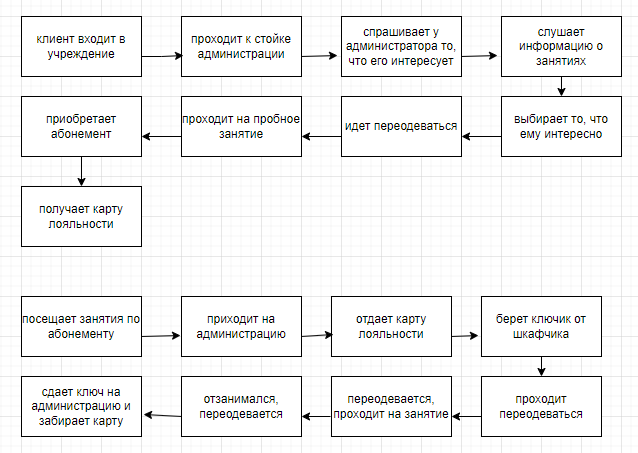 клиент входит в
учреждение
проходит к стойке
администрации
спрашивает у
администратора то,
что его интересует
слушает
информацию о
занятиях
выбирает то, что
ему интересно
идет переодеваться
проходит на пробное
занятие
приобретает
абонемент
получает карту
лояльности
посещает занятия по
абонементу
приходит на
администрацию
отдает карту
лояльности
берет ключик от
шкафчика
проходит
переодеваться
переодевается,
проходит на занятие
отзанимался,
переодевается
сдает ключ на
администрацию и
забирает карту